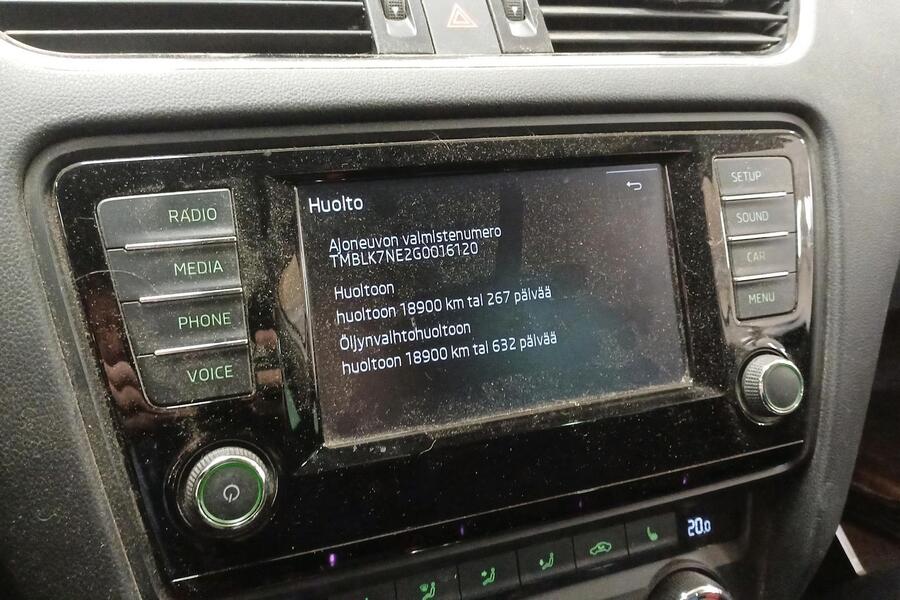 Huolto
Ajoneuvon valmistenumero
TMBLK7NE2G0016120
Huoltoon
huoltoon 18900 km tai 267 päivää
Öljynvaihtohuoltoon
huoltoon 18900 km tai 632 päivää
RADIO
MEDIA
PHONE
VOICE
SETUP
SOUND
CAR
MENU
20.0